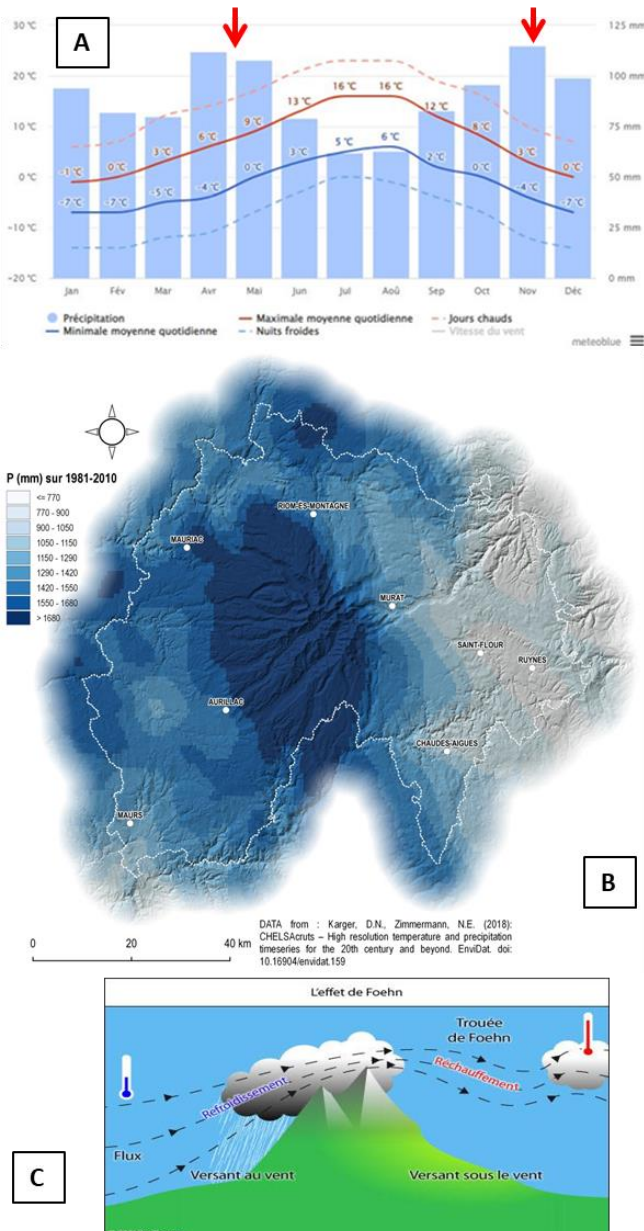 A
30 °C
20 °C
10 °C
0 °C
-10 °C
-20 °C
125 mm
100 mm
75 mm
50 mm
25 mm
0 mm
-1 °C
0 °C
3 °C
6 °C
9 °C
13 °C
16 °C
16 °C
12 °C
8 °C
3 °C
0 °C
-7 °C
-7 °C
-5 °C
-4 °C
0 °C
3 °C
5 °C
6 °C
2 °C
0 °C
-4 °C
-7 °C
Jan Fév Mar Avr Mai Jun Jul Aoû Sep Oct Nov Déc
Précipitation Maximale moyenne quotidienne Jours chauds
Minimale moyenne quotidienne Nuits froides Vitesse du vent
meteoblue
P (mm) sur 1981-2010
<= 770
770 - 900
900 - 1050
1050 - 1150
1150 - 1290
1290 - 1420
1420 - 1550
1550 - 1680
> 1680
RIOM-ÈS-MONTAGNE
MAURIAC
MURAT
SAINT-FLOUR
RUYNES
AURILLAC
CHAUDES-AIGUES
MAURS
B
0 20 40 km
DATA from : Karger, D.N., Zimmermann, N.E. (2018):
CHELSAcruts – High resolution temperature and precipitation
timeseries for the 20th century and beyond. EnviDat. doi:
10.16904/envidat.159
L'effet de Foehn
Trouée
de Foehn
Refroidissement
Réchauffement
Flux
Versant au vent
Versant sous le vent
C